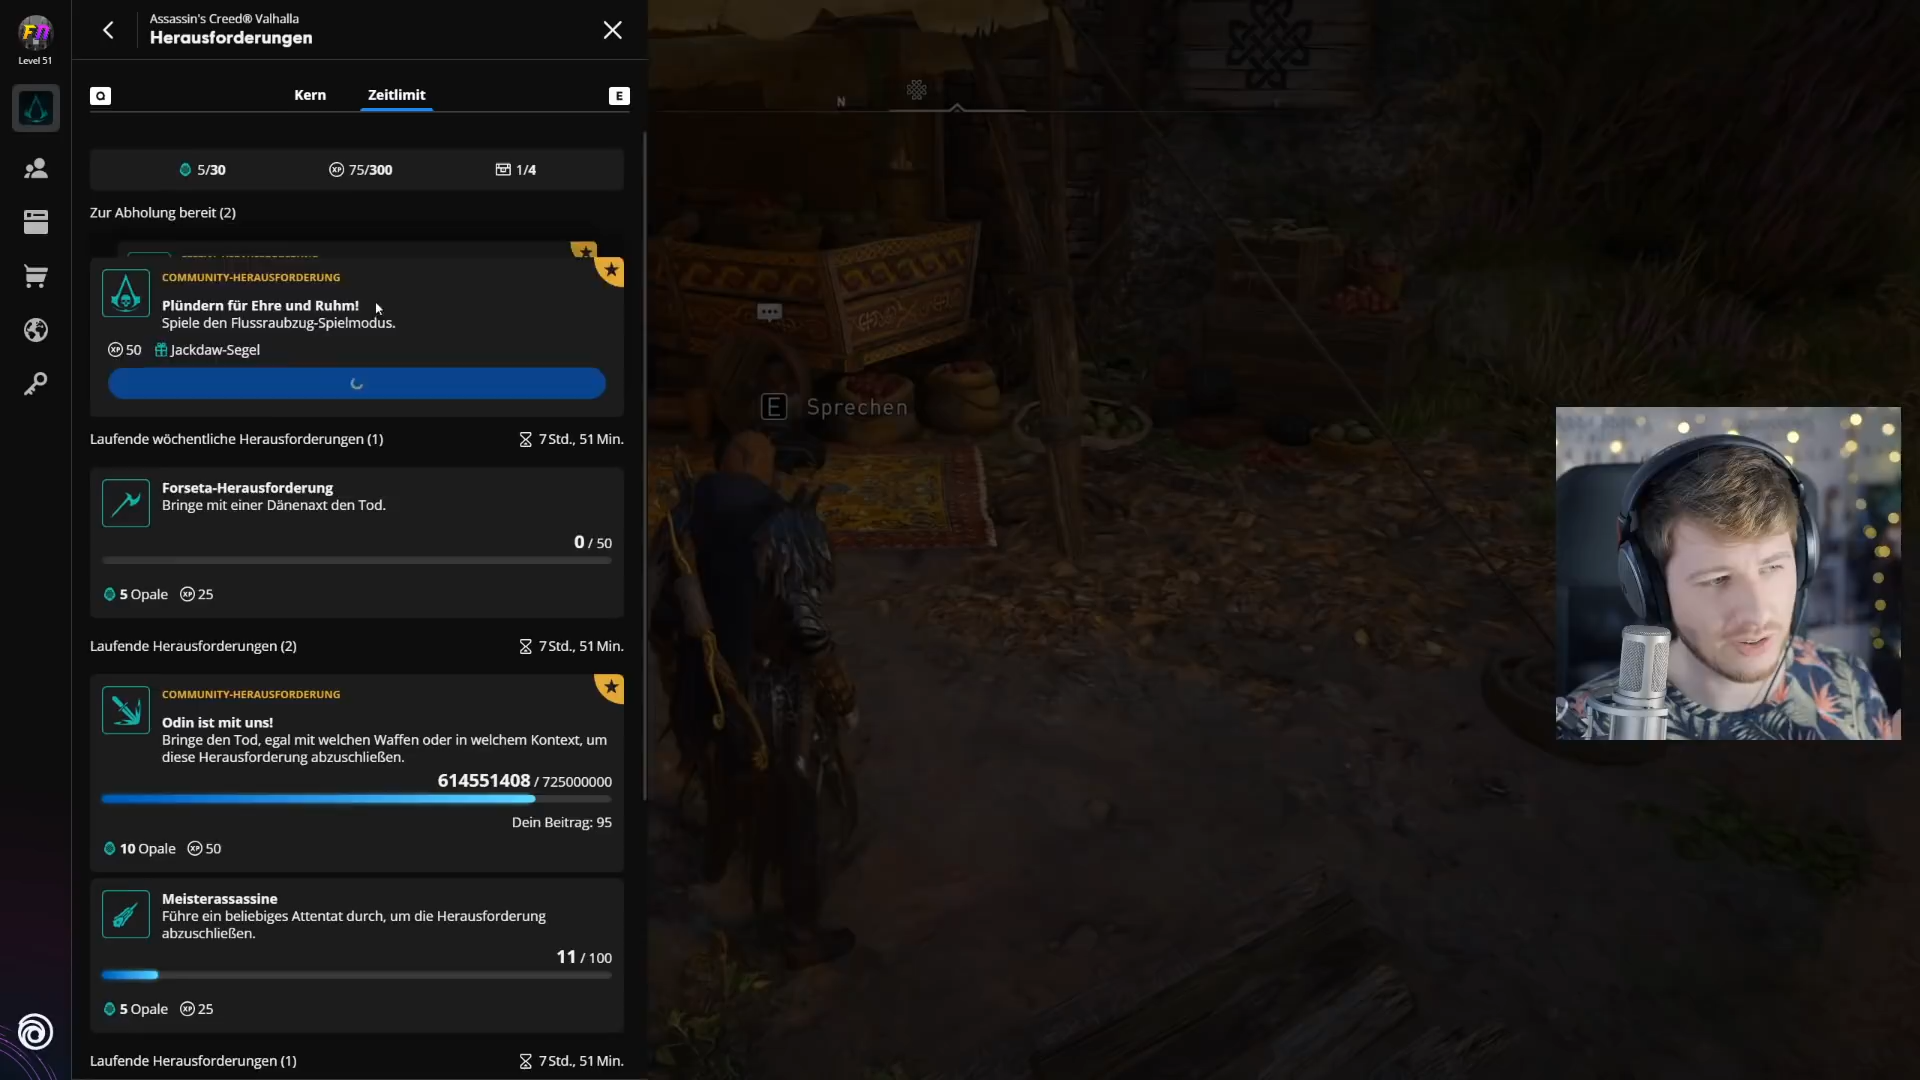 Assassin's Creed® Valhalla
Herausforderungen
Level 51
Q
Kern
Zeitlimit
E
N
5/30
XP 75/300
1/4
Zur Abholung bereit (2)
COMMUNITY-HERAUSFORDERUNG
Plündern für Ehre und Ruhm!
Spiele den Flussraubzug-Spielmodus.
XP 50
Jackdaw-Segel
E Sprechen
Laufende wöchentliche Herausforderungen (1)
7 Std., 51 Min.
Forseta-Herausforderung
Bringe mit einer Dänenaxt den Tod.
0 / 50
5 Opale XP 25
Laufende Herausforderungen (2)
7 Std., 51 Min.
COMMUNITY-HERAUSFORDERUNG
Odin ist mit uns!
Bringe den Tod, egal mit welchen Waffen oder in welchem Kontext, um
diese Herausforderung abzuschließen.
614551408 / 725000000
Dein Beitrag: 95
10 Opale XP 50
Meisterassassine
Führe ein beliebiges Attentat durch, um die Herausforderung
abzuschließen.
11 / 100
5 Opale XP 25
Laufende Herausforderungen (1)
7 Std., 51 Min.